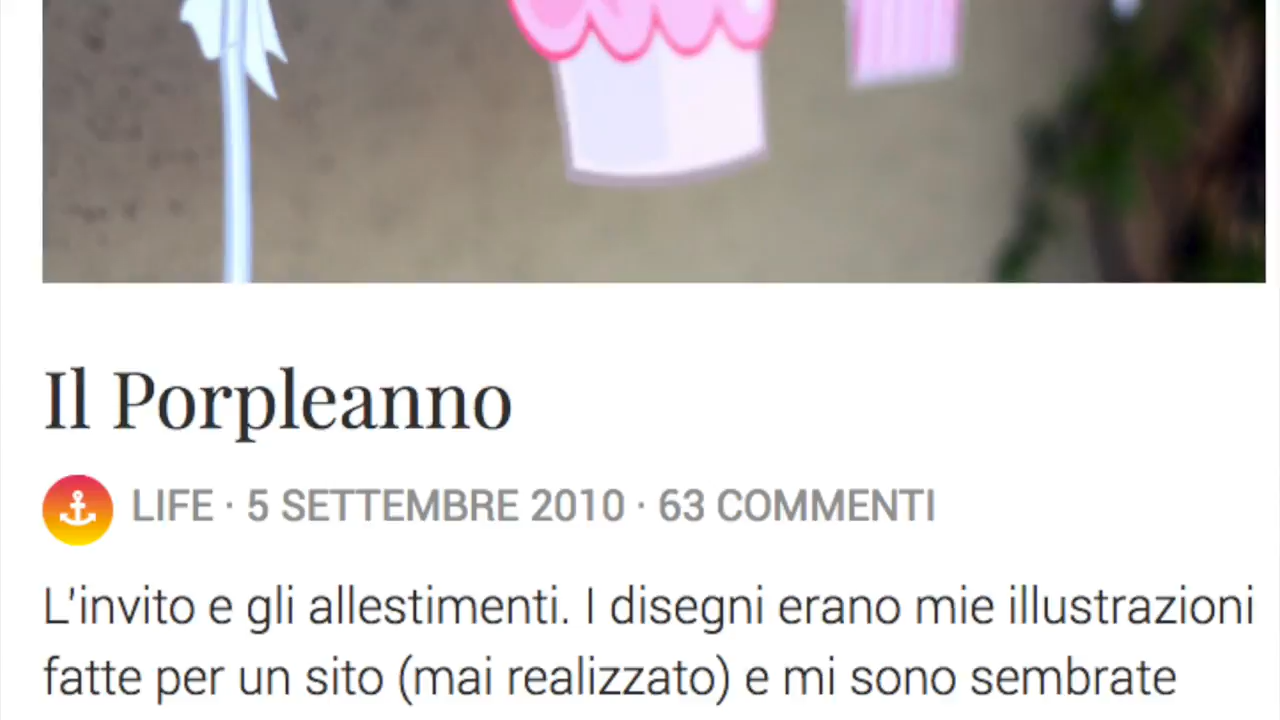 Il Porpleanno
LIFE · 5 SETTEMBRE 2010 · 63 COMMENTI
L'invito e gli allestimenti. I disegni erano mie illustrazioni
fatte per un sito (mai realizzato) e mi sono sembrate